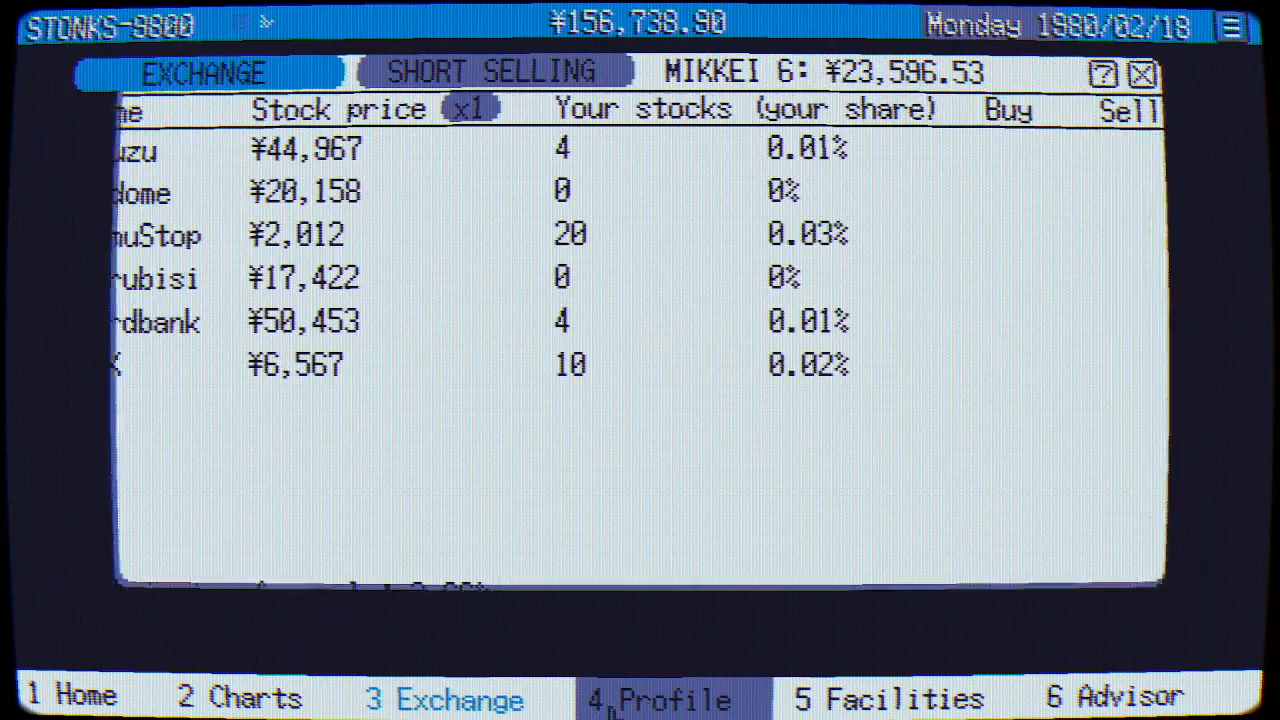 STONKS-9800 ¥156,738.90 Monday 1980/02/18
EXCHANGE SHORT SELLING MIKKEI 6: ¥23,596.53 ?
me Stock price x1 Your stocks (your share) Buy Sell
uzu ¥44,967 4 0.01%
dome ¥20,158 0 0%
muStop ¥2,012 20 0.03%
rubisi ¥17,422 0 0%
rdbank ¥50,453 4 0.01%
X ¥6,567 10 0.02%
1 Home 2 Charts 3 Exchange 4 Profile 5 Facilities 6 Advisor